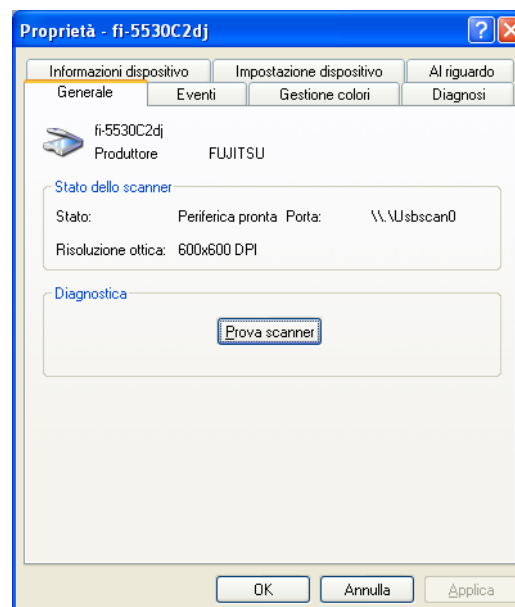 Proprietà - fi-5530C2dj
Informazioni dispositivo Impostazione dispositivo Al riguardo
Generale Eventi Gestione colori Diagnosi
fi-5530C2dj
Produttore FUJITSU
Stato dello scanner
Stato: Periferica pronta Porta: \\.\Usbscan0
Risoluzione ottica: 600x600 DPI
Diagnostica
Prova scanner
OK Annulla Applica